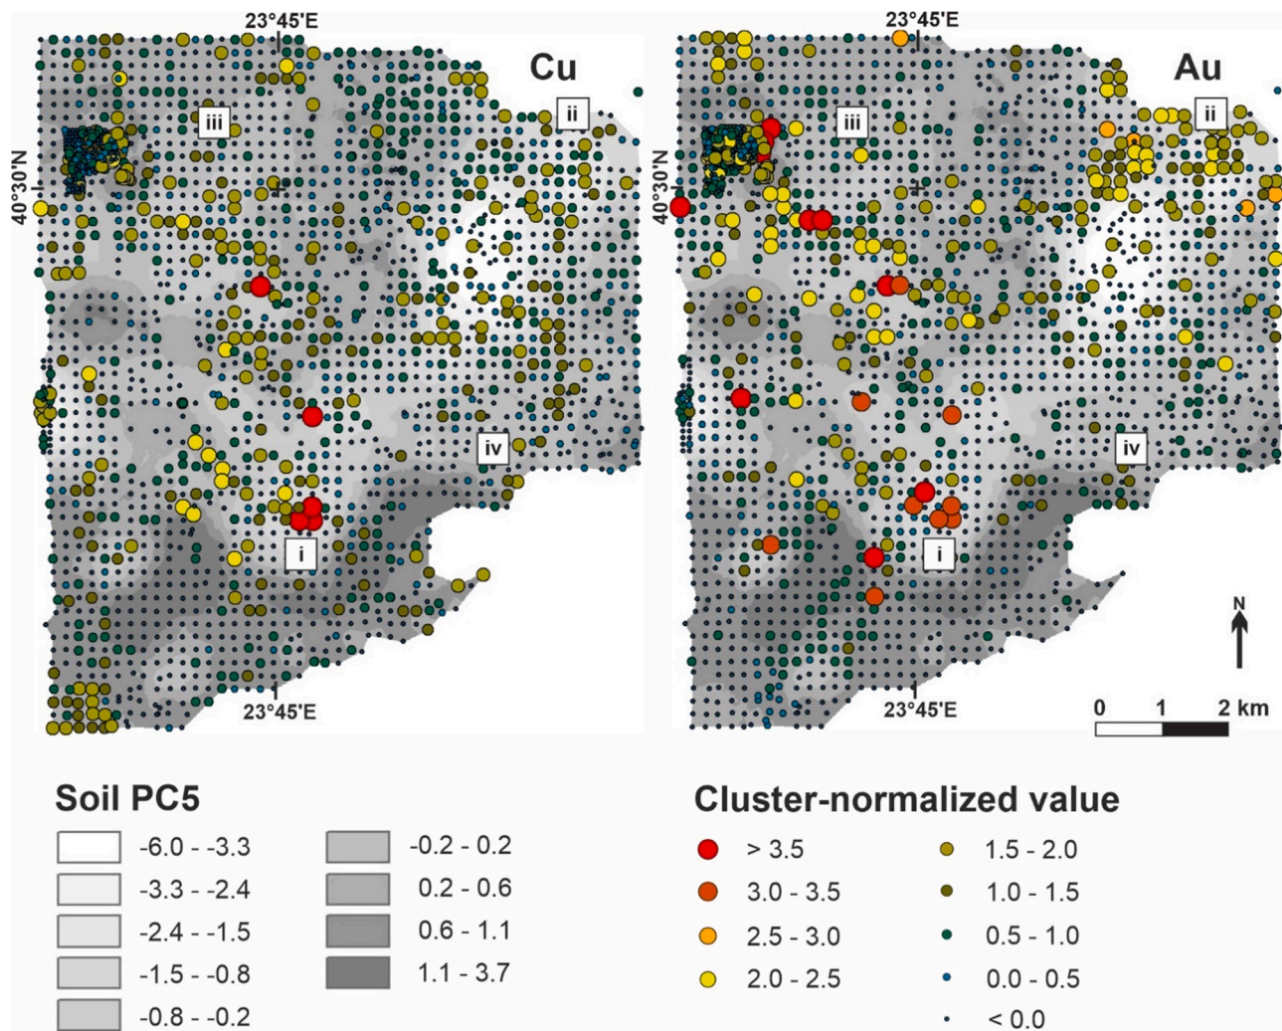 23°45'E
23°45'E
Cu
Au
iii
ii
iii
ii
40°30'N
40°30'N
iv
iv
i
i
N
23°45'E
23°45'E
0 1 2 km
Soil PC5
-6.0 - -3.3
-3.3 - -2.4
-2.4 - -1.5
-1.5 - -0.8
-0.8 - -0.2
-0.2 - 0.2
0.2 - 0.6
0.6 - 1.1
1.1 - 3.7
Cluster-normalized value
> 3.5
3.0 - 3.5
2.5 - 3.0
2.0 - 2.5
1.5 - 2.0
1.0 - 1.5
0.5 - 1.0
0.0 - 0.5
< 0.0